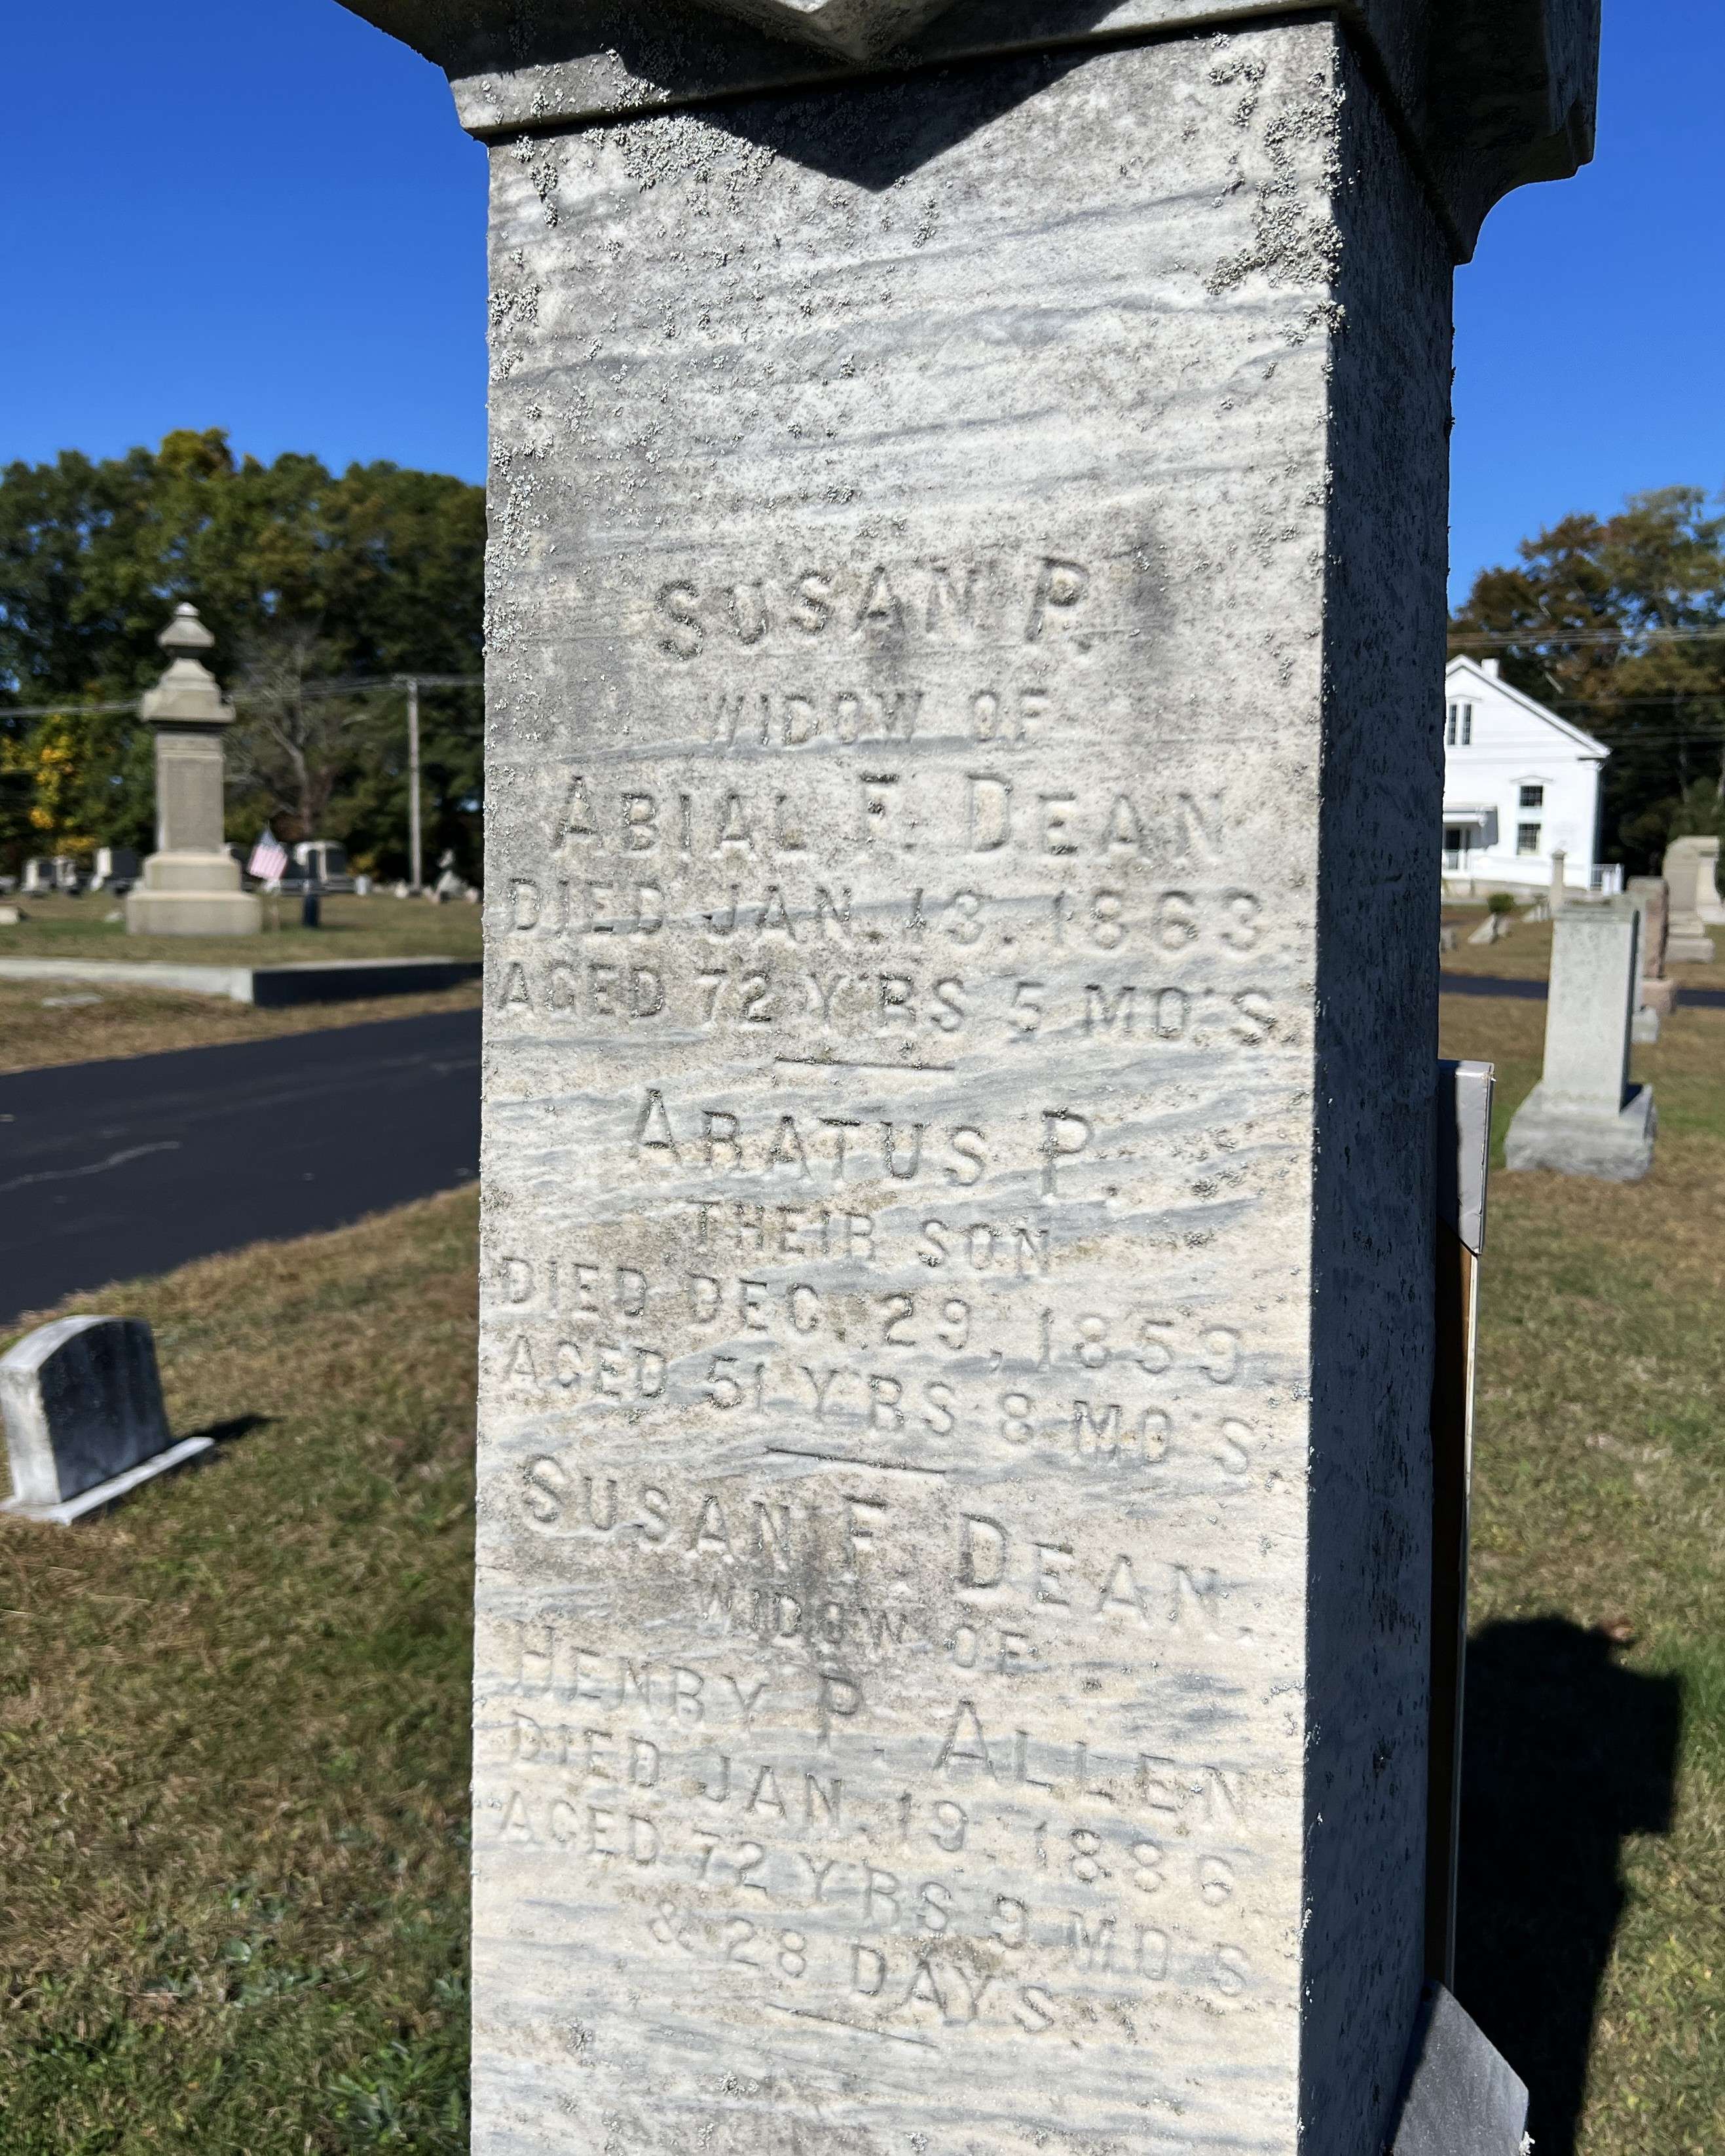 SUSAN P.
WIDOW OF
ABIAL F. DEAN
DIED JAN. 13. 1863.
AGED 72 Y'RS 5 MO'S.
ARATUS P.
THEIR SON
DIED DEC. 29, 1859.
AGED 51 Y'RS 8 MO'S.
SUSAN F. DEAN.
WIDOW OF
HENRY P. ALLEN
DIED JAN. 19. 1886
AGED 72 Y'RS 9 MO'S
& 28 DAYS.